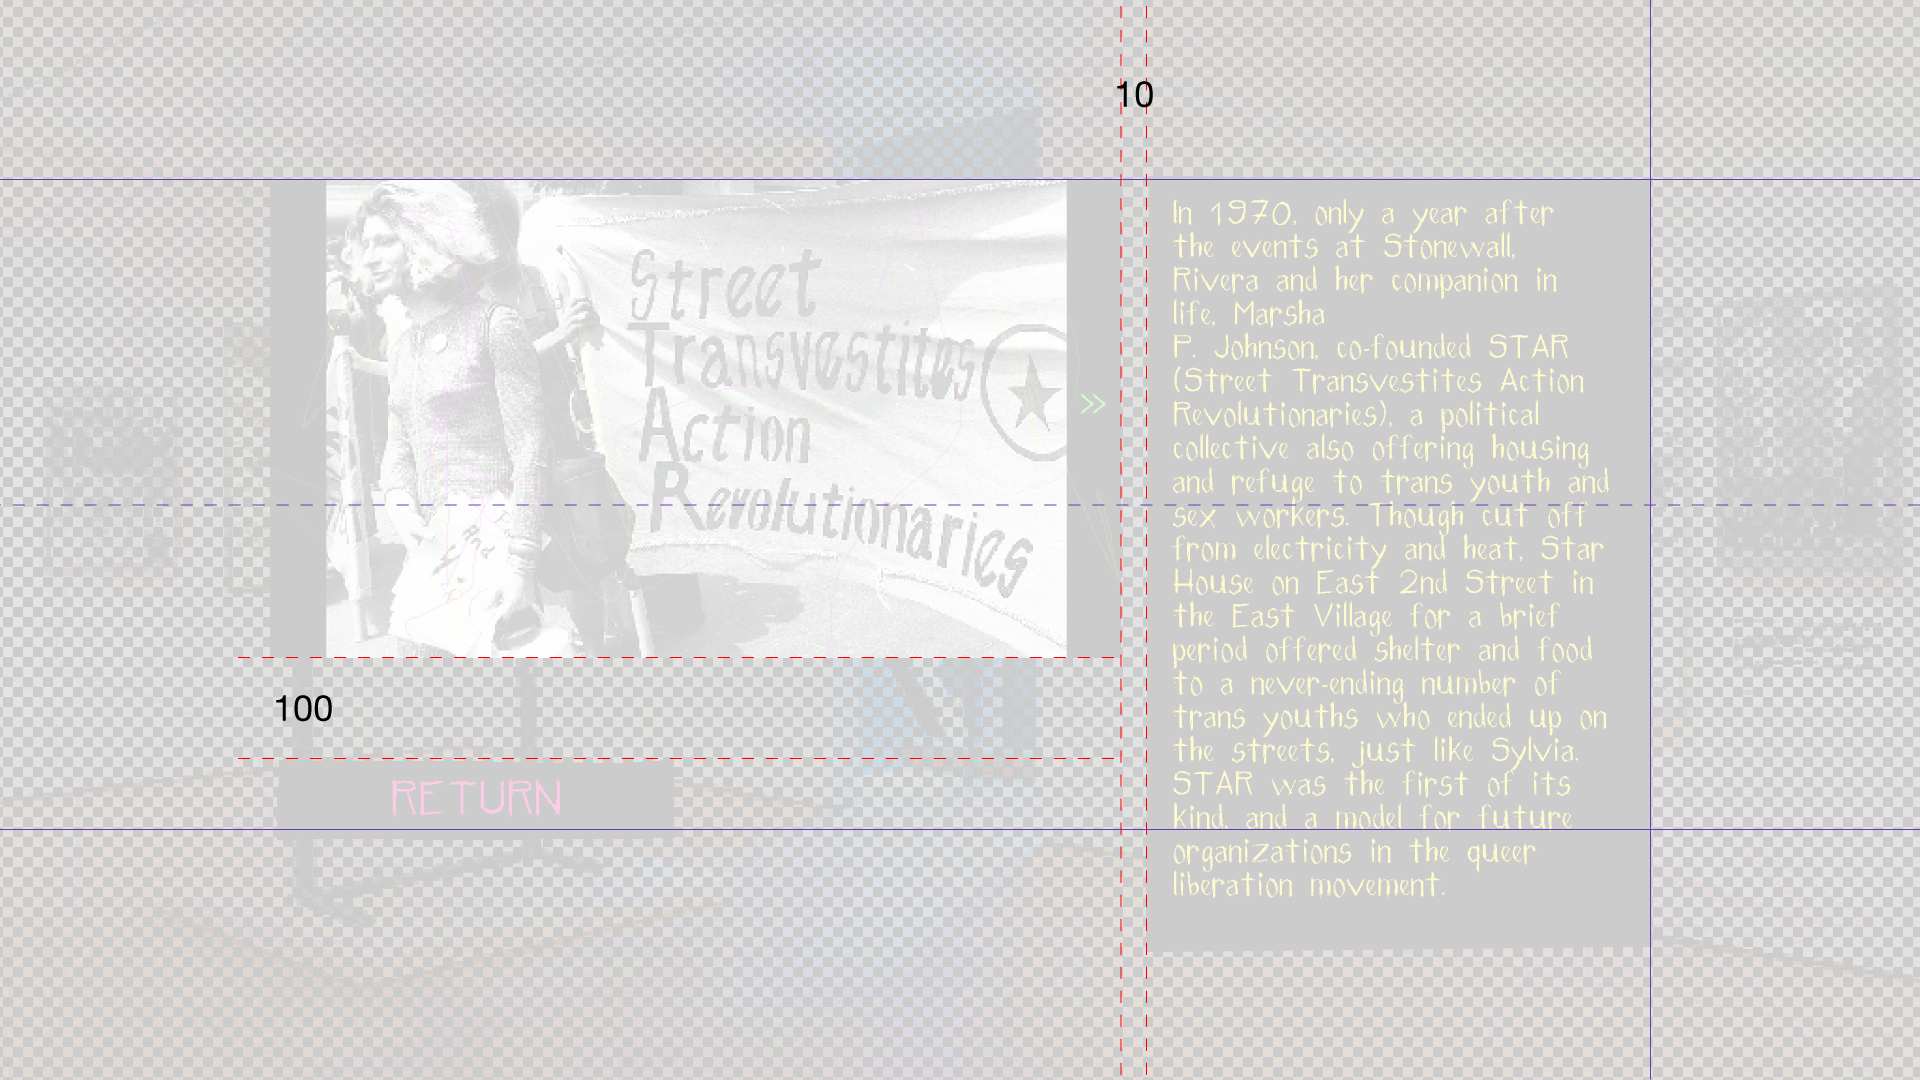 10
Street
Transvestites
Action
Revolutionaries
>>
100
RETURN
In 1970, only a year after
the events at Stonewall,
Rivera and her companion in
life, Marsha
P. Johnson, co-founded STAR
(Street Transvestites Action
Revolutionaries), a political
collective also offering housing
and refuge to trans youth and
sex workers. Though cut off
from electricity and heat, Star
House on East 2nd Street in
the East Village for a brief
period offered shelter and food
to a never-ending number of
trans youths who ended up on
the streets, just like Sylvia.
STAR was the first of its
kind, and a model for future
organizations in the queer
liberation movement.